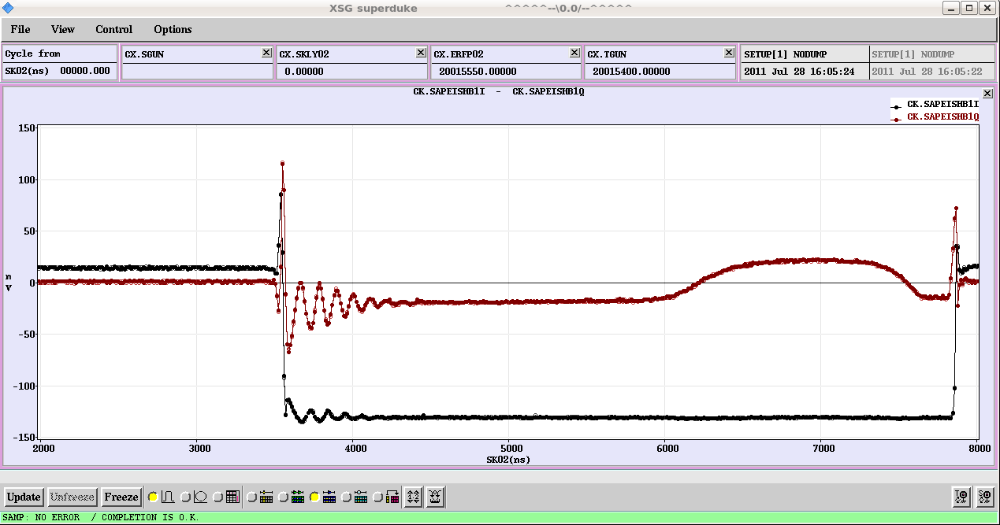 XSG superduke ^^^^^--\0.0/--^^^^^
File View Control Options
Cycle from
SK02(ns) 00000.000
CX.SGUN
CX.SKLY02
0.00000
CX.ERFP02
20015550.00000
CX.TGUN
20015400.00000
SETUP[1] NODUMP
2011 Jul 28 16:05:24
SETUP[1] NODUMP
2011 Jul 28 16:05:22
CK.SAPEISHB1I - CK.SAPEISHB1Q
CK.SAPEISHB1I
CK.SAPEISHB1Q
150
100
50
0
-50
-100
-150
m
V
2000 3000 4000 5000 6000 7000 8000
SK02(ns)
Update Unfreeze Freeze
SAMP: NO ERROR / COMPLETION IS O.K.